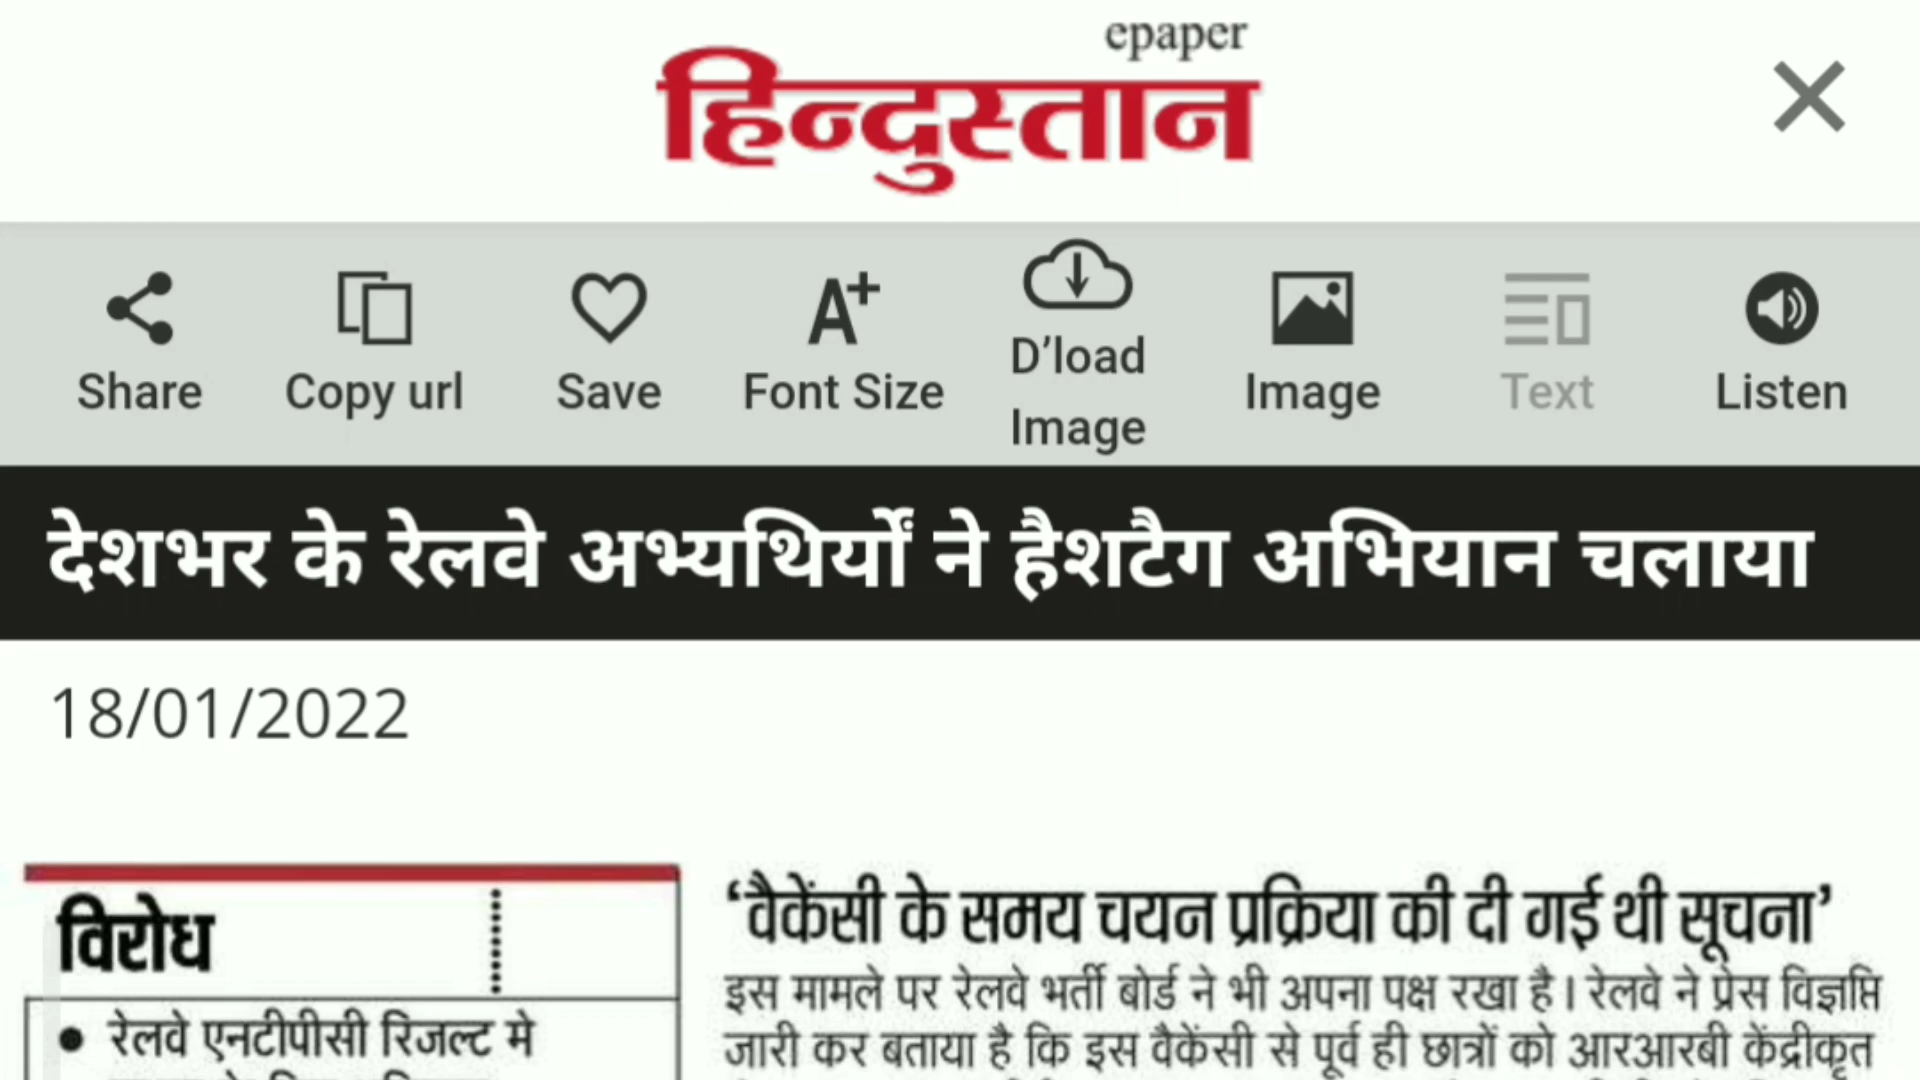 epaper
हिन्दुस्तान
Share
Copy url
Save
Font Size
D’load
Image
Image
Text
Listen
देशभर के रेलवे अभ्यथियों ने हैशटैग अभियान चलाया
18/01/2022
विरोध
● रेलवे एनटीपीसी रिजल्ट मे
‘वैकेंसी के समय चयन प्रक्रिया की दी गई थी सूचना’
इस मामले पर रेलवे भर्ती बोर्ड ने भी अपना पक्ष रखा है। रेलवे ने प्रेस विज्ञप्ति
जारी कर बताया है कि इस वैकेंसी से पूर्व ही छात्रों को आरआरबी केंद्रीकृत